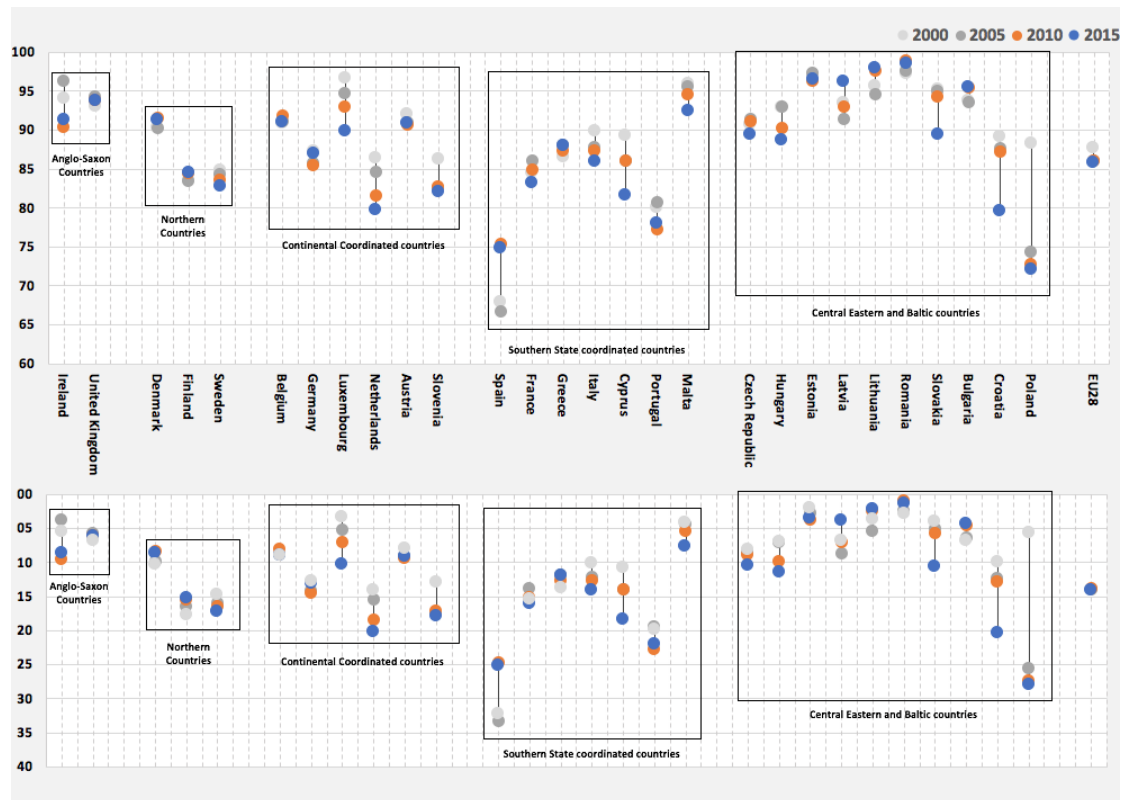 2000 2005 2010 2015
100
95
90
85
80
75
70
65
60
Anglo-Saxon
Countries
Northern
Countries
Continental Coordinated countries
Southern State coordinated countries
Central Eastern and Baltic countries
Ireland
United Kingdom
Denmark
Finland
Sweden
Belgium
Germany
Luxembourg
Netherlands
Austria
Slovenia
Spain
France
Greece
Italy
Cyprus
Portugal
Malta
Czech Republic
Hungary
Estonia
Latvia
Lithuania
Romania
Slovakia
Bulgaria
Croatia
Poland
EU28
00
05
10
15
20
25
30
35
40
Anglo-Saxon
Countries
Northern
Countries
Continental Coordinated countries
Southern State coordinated countries
Central Eastern and Baltic countries